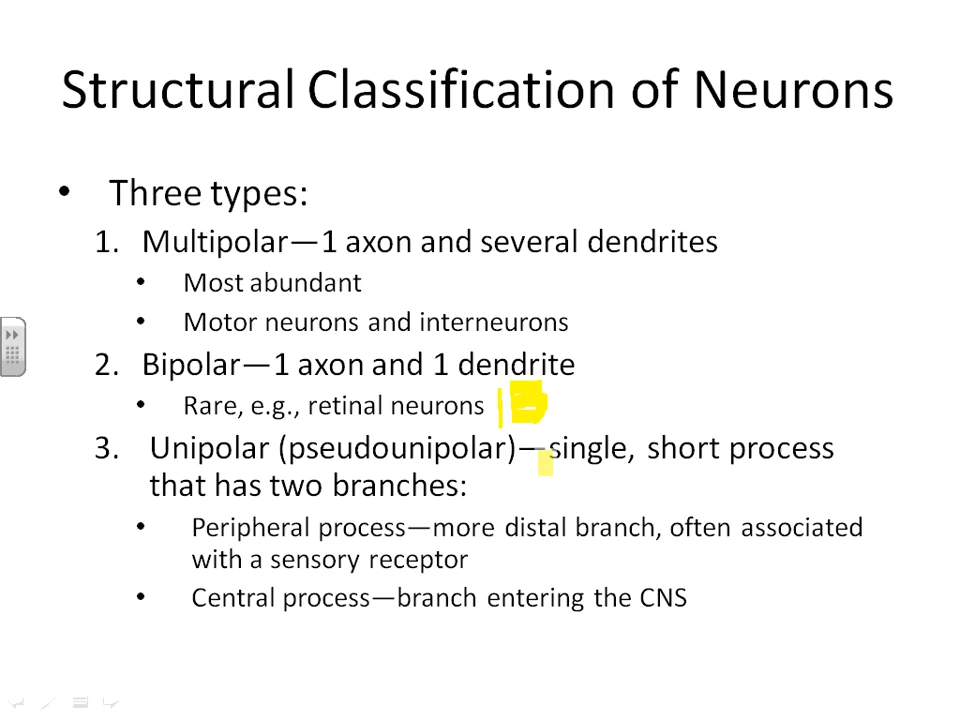 Structural Classification of Neurons
• Three types:
1. Multipolar—1 axon and several dendrites
• Most abundant
• Motor neurons and interneurons
2. Bipolar—1 axon and 1 dendrite
• Rare, e.g., retinal neurons
3. Unipolar (pseudounipolar)—single, short process
that has two branches:
• Peripheral process—more distal branch, often associated
with a sensory receptor
• Central process—branch entering the CNS